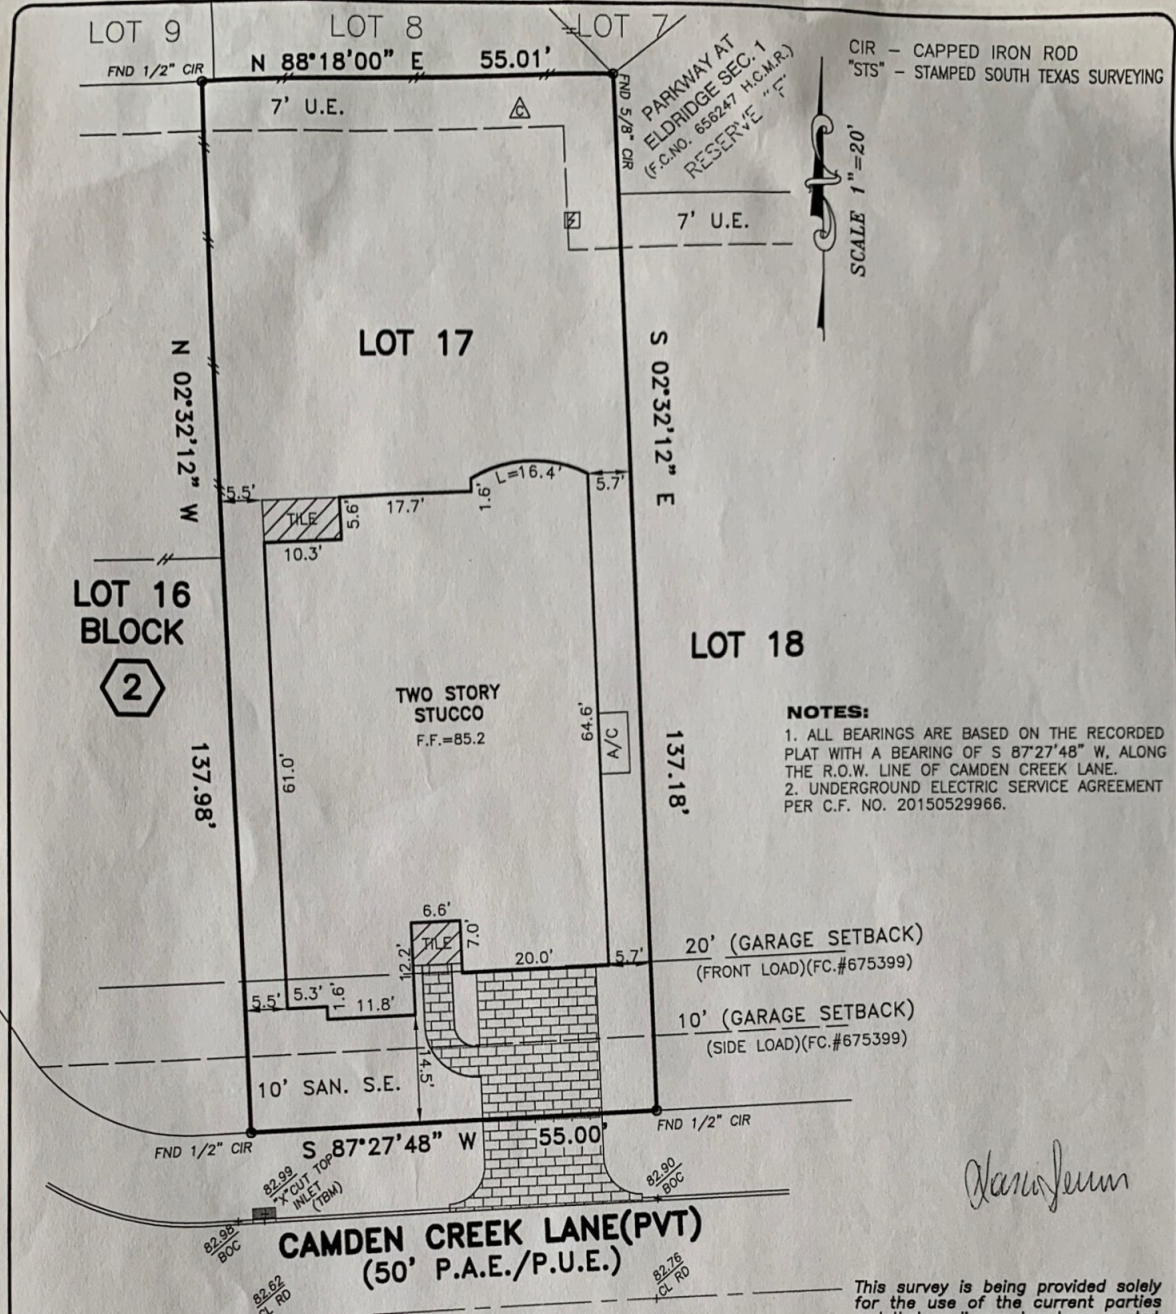 LOT 9
LOT 8
LOT 7
FND 1/2" CIR
N 88°18'00" E 55.01'
CIR – CAPPED IRON ROD
"STS" – STAMPED SOUTH TEXAS SURVEYING
7' U.E.
C
FND 5/8" CIR
PARKWAY AT
ELDRIDGE SEC. 1
(F.C.NO. 656247 H.C.M.R.)
RESERVE "F"
SCALE 1"=20'
7' U.E.
LOT 17
N 02°32'12" W
S 02°32'12" E
5.5'
TILE
5.6'
17.7'
1.6'
L=16.4'
5.7'
10.3'
LOT 16
BLOCK
2
LOT 18
TWO STORY
STUCCO
F.F.=85.2
64.6'
A/C
61.0'
137.98'
137.18'
NOTES:
1. ALL BEARINGS ARE BASED ON THE RECORDED
PLAT WITH A BEARING OF S 87°27'48" W, ALONG
THE R.O.W. LINE OF CAMDEN CREEK LANE.
2. UNDERGROUND ELECTRIC SERVICE AGREEMENT
PER C.F. NO. 20150529966.
6.6'
TILE
7.0'
12.2'
20.0'
5.7'
20' (GARAGE SETBACK)
(FRONT LOAD)(FC.#675399)
5.5'
5.3'
1.6'
11.8'
10' (GARAGE SETBACK)
(SIDE LOAD)(FC.#675399)
14.5'
10' SAN. S.E.
FND 1/2" CIR
S 87°27'48" W 55.00'
FND 1/2" CIR
82.99
"X"CUT TOP
INLET
(TBM)
82.90
BOC
82.98
BOC
CAMDEN CREEK LANE(PVT)
(50' P.A.E./P.U.E.)
82.62
CL RD
82.76
CL RD
This survey is being provided solely
for the use of the current parties